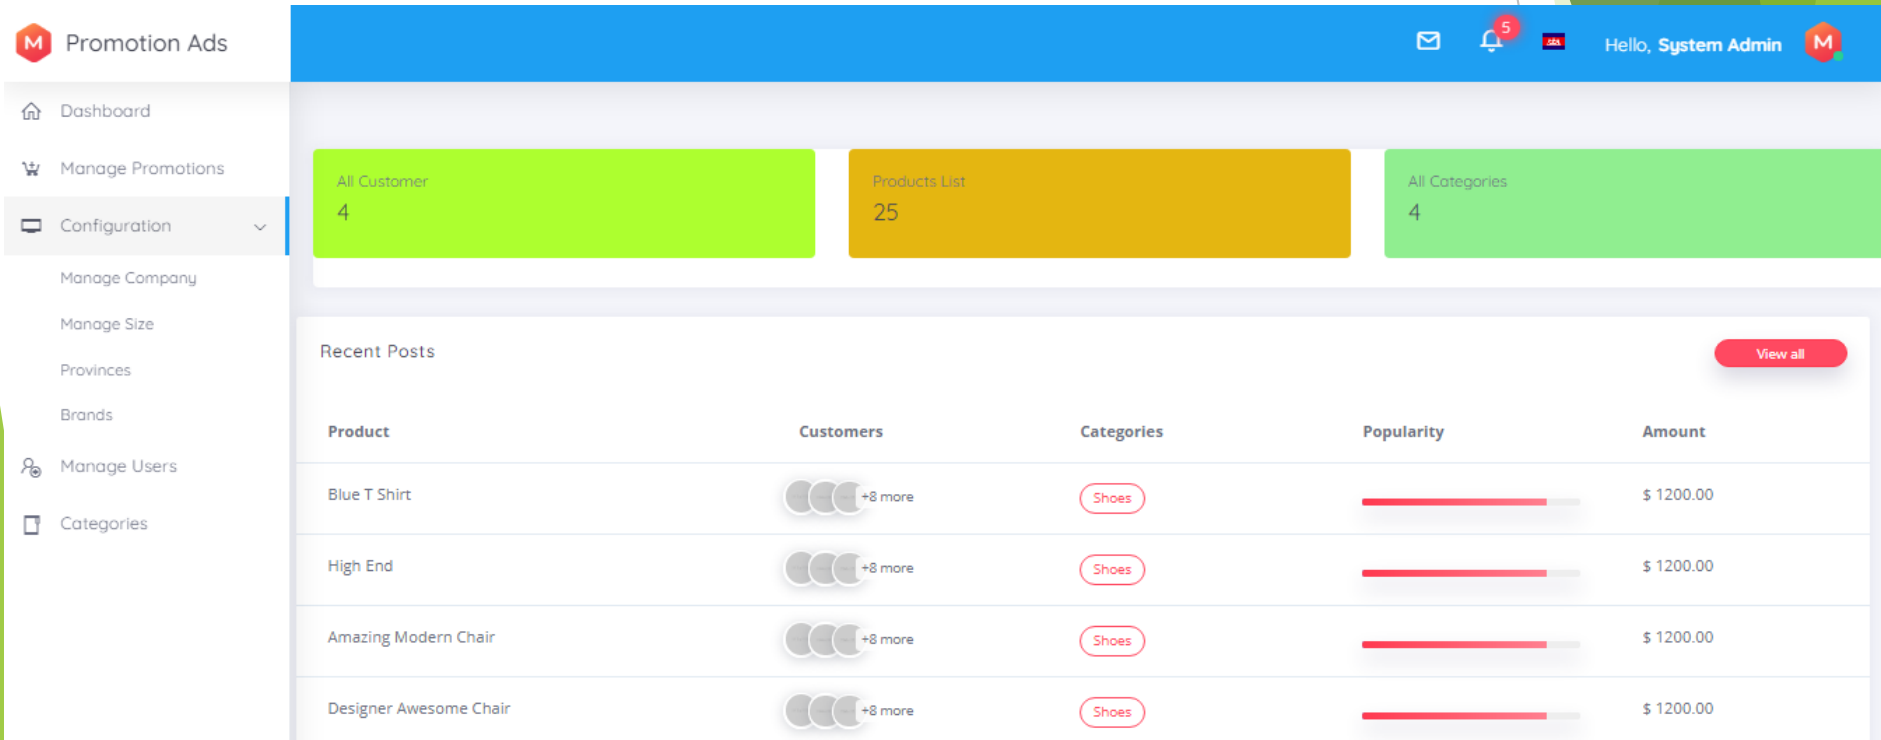 M Promotion Ads
5
Hello, System Admin M
Dashboard
Manage Promotions
Configuration
Manage Company
Manage Size
Provinces
Brands
Manage Users
Categories
All Customer
4
Products List
25
All Categories
4
Recent Posts
View all
Product Customers Categories Popularity Amount
Blue T Shirt +8 more Shoes $ 1200.00
High End +8 more Shoes $ 1200.00
Amazing Modern Chair +8 more Shoes $ 1200.00
Designer Awesome Chair +8 more Shoes $ 1200.00